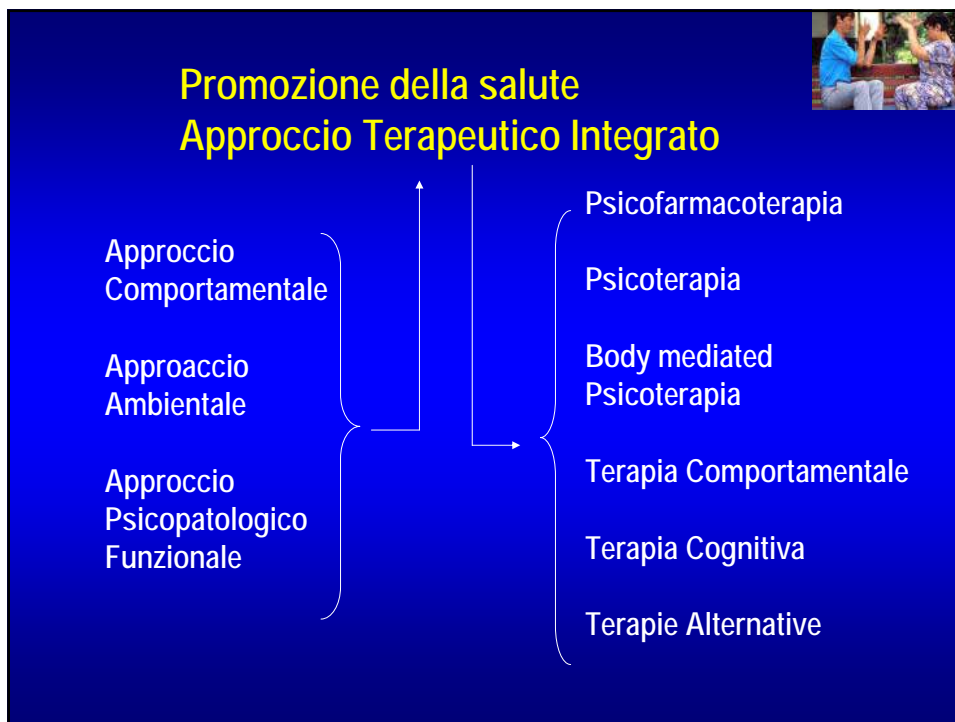 Promozione della salute
Approccio Terapeutico Integrato
Approccio
Comportamentale
Approaccio
Ambientale
Approccio
Psicopatologico
Funzionale
Psicofarmacoterapia
Psicoterapia
Body mediated
Psicoterapia
Terapia Comportamentale
Terapia Cognitiva
Terapie Alternative